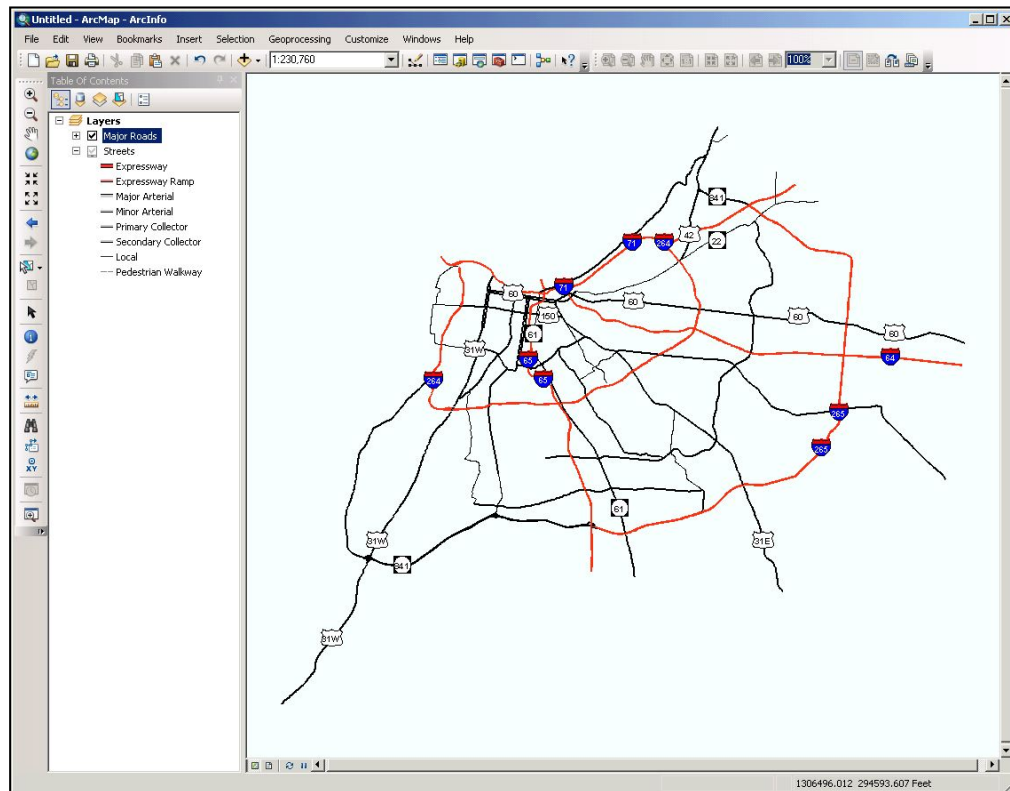 Untitled - ArcMap - ArcInfo
File Edit View Bookmarks Insert Selection Geoprocessing Customize Windows Help
1:230,760 100%
Table Of Contents
Layers
Major Roads
Streets
Expressway
Expressway Ramp
Major Arterial
Minor Arterial
Primary Collector
Secondary Collector
Local
Pedestrian Walkway
841
42
71 264 22
71
60 60
150 60
61 60
31W
65 64
264 65
265
265
61
31W 31E
841
31W
XY
1306496.012 294593.607 Feet